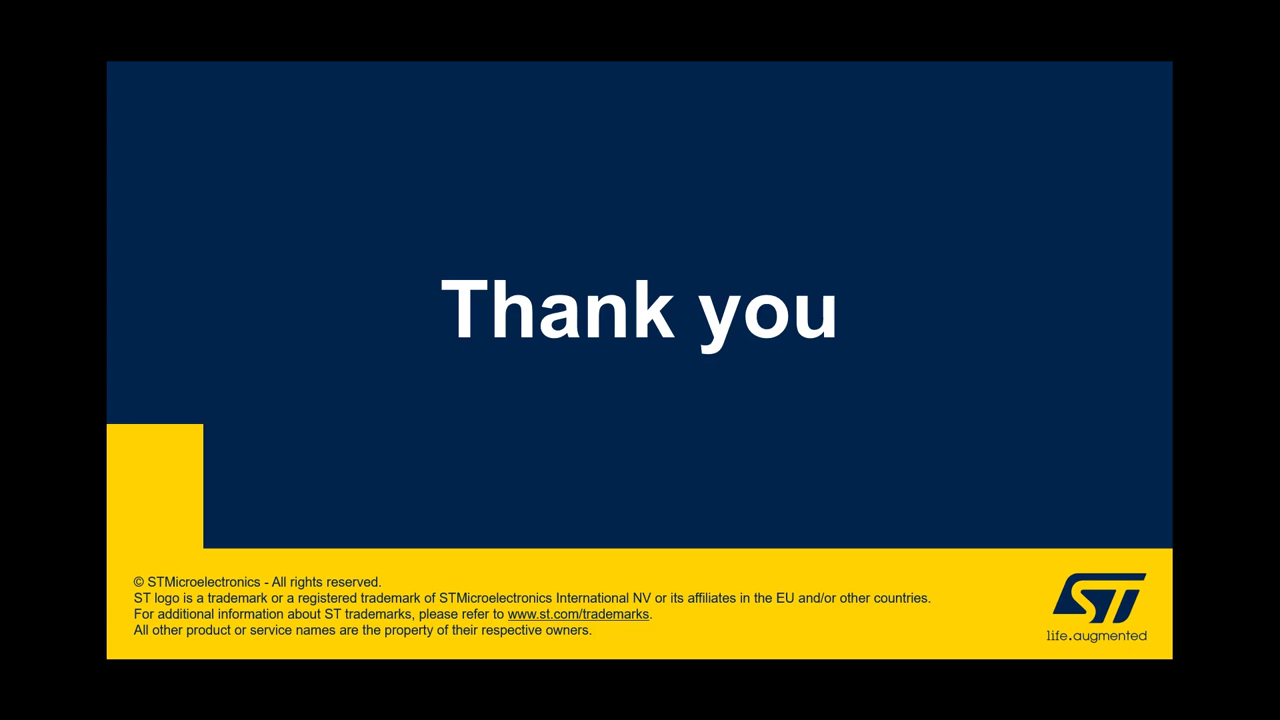 Thank you
© STMicroelectronics - All rights reserved.
ST logo is a trademark or a registered trademark of STMicroelectronics International NV or its affiliates in the EU and/or other countries.
For additional information about ST trademarks, please refer to www.st.com/trademarks.
All other product or service names are the property of their respective owners.
ST
life.augmented